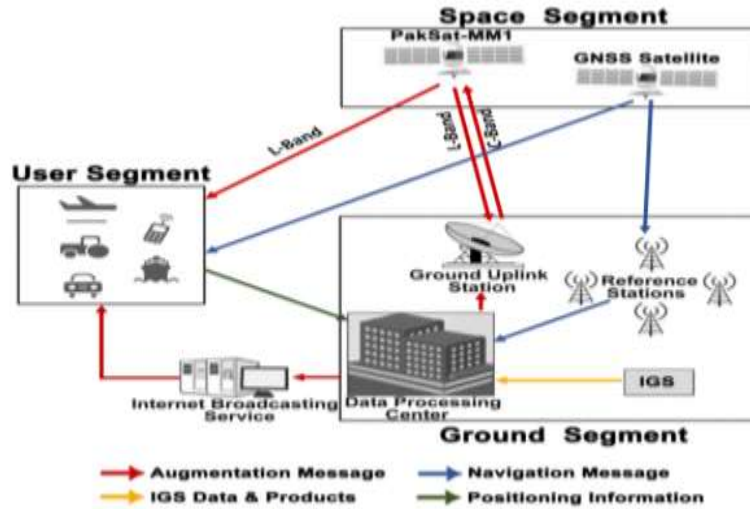 Space Segment
PakSat-MM1
GNSS Satellite
L-Band
L-Band
C-Band
User Segment
Ground Uplink
Station
Reference
Stations
Internet Broadcasting
Service
Data Processing
Center
IGS
Ground Segment
Augmentation Message
Navigation Message
IGS Data & Products
Positioning Information